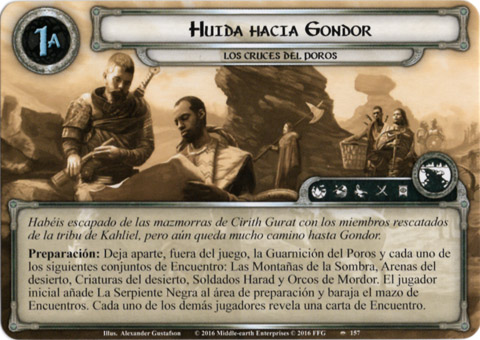 1A
Huida hacia Gondor
LOS CRUCES DEL POROS
Habéis escapado de las mazmorras de Cirith Gurat con los miembros rescatados
de la tribu de Kahliel, pero aún queda mucho camino hasta Gondor.
Preparación: Deja aparte, fuera del juego, la Guarnición del Poros y cada uno de
los siguientes conjuntos de Encuentro: Las Montañas de la Sombra, Arenas del
desierto, Criaturas del desierto, Soldados Harad y Orcos de Mordor. El jugador
inicial añade La Serpiente Negra al área de preparación y baraja el mazo de
Encuentros. Cada uno de los demás jugadores revela una carta de Encuentro.
Illus. Alexander Gustafson © 2016 Middle-earth Enterprises © 2016 FFG 157